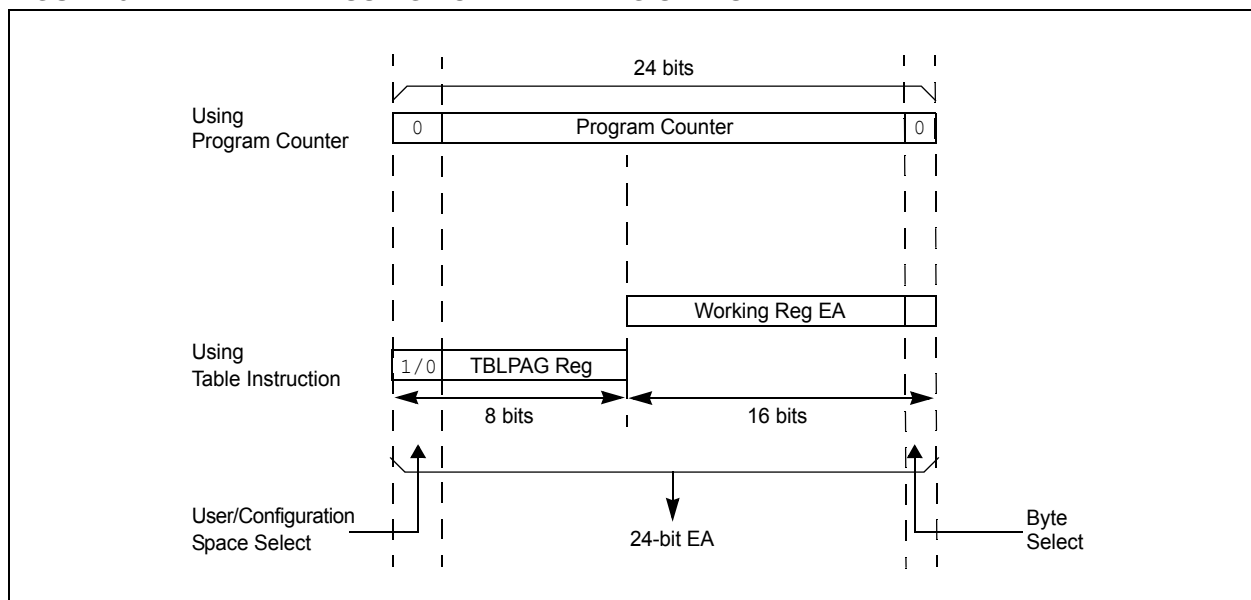 24 bits
Using
Program Counter
0
Program Counter
0
Working Reg EA
Using
Table Instruction
1/0
TBLPAG Reg
8 bits
16 bits
User/Configuration
Space Select
24-bit EA
Byte
Select